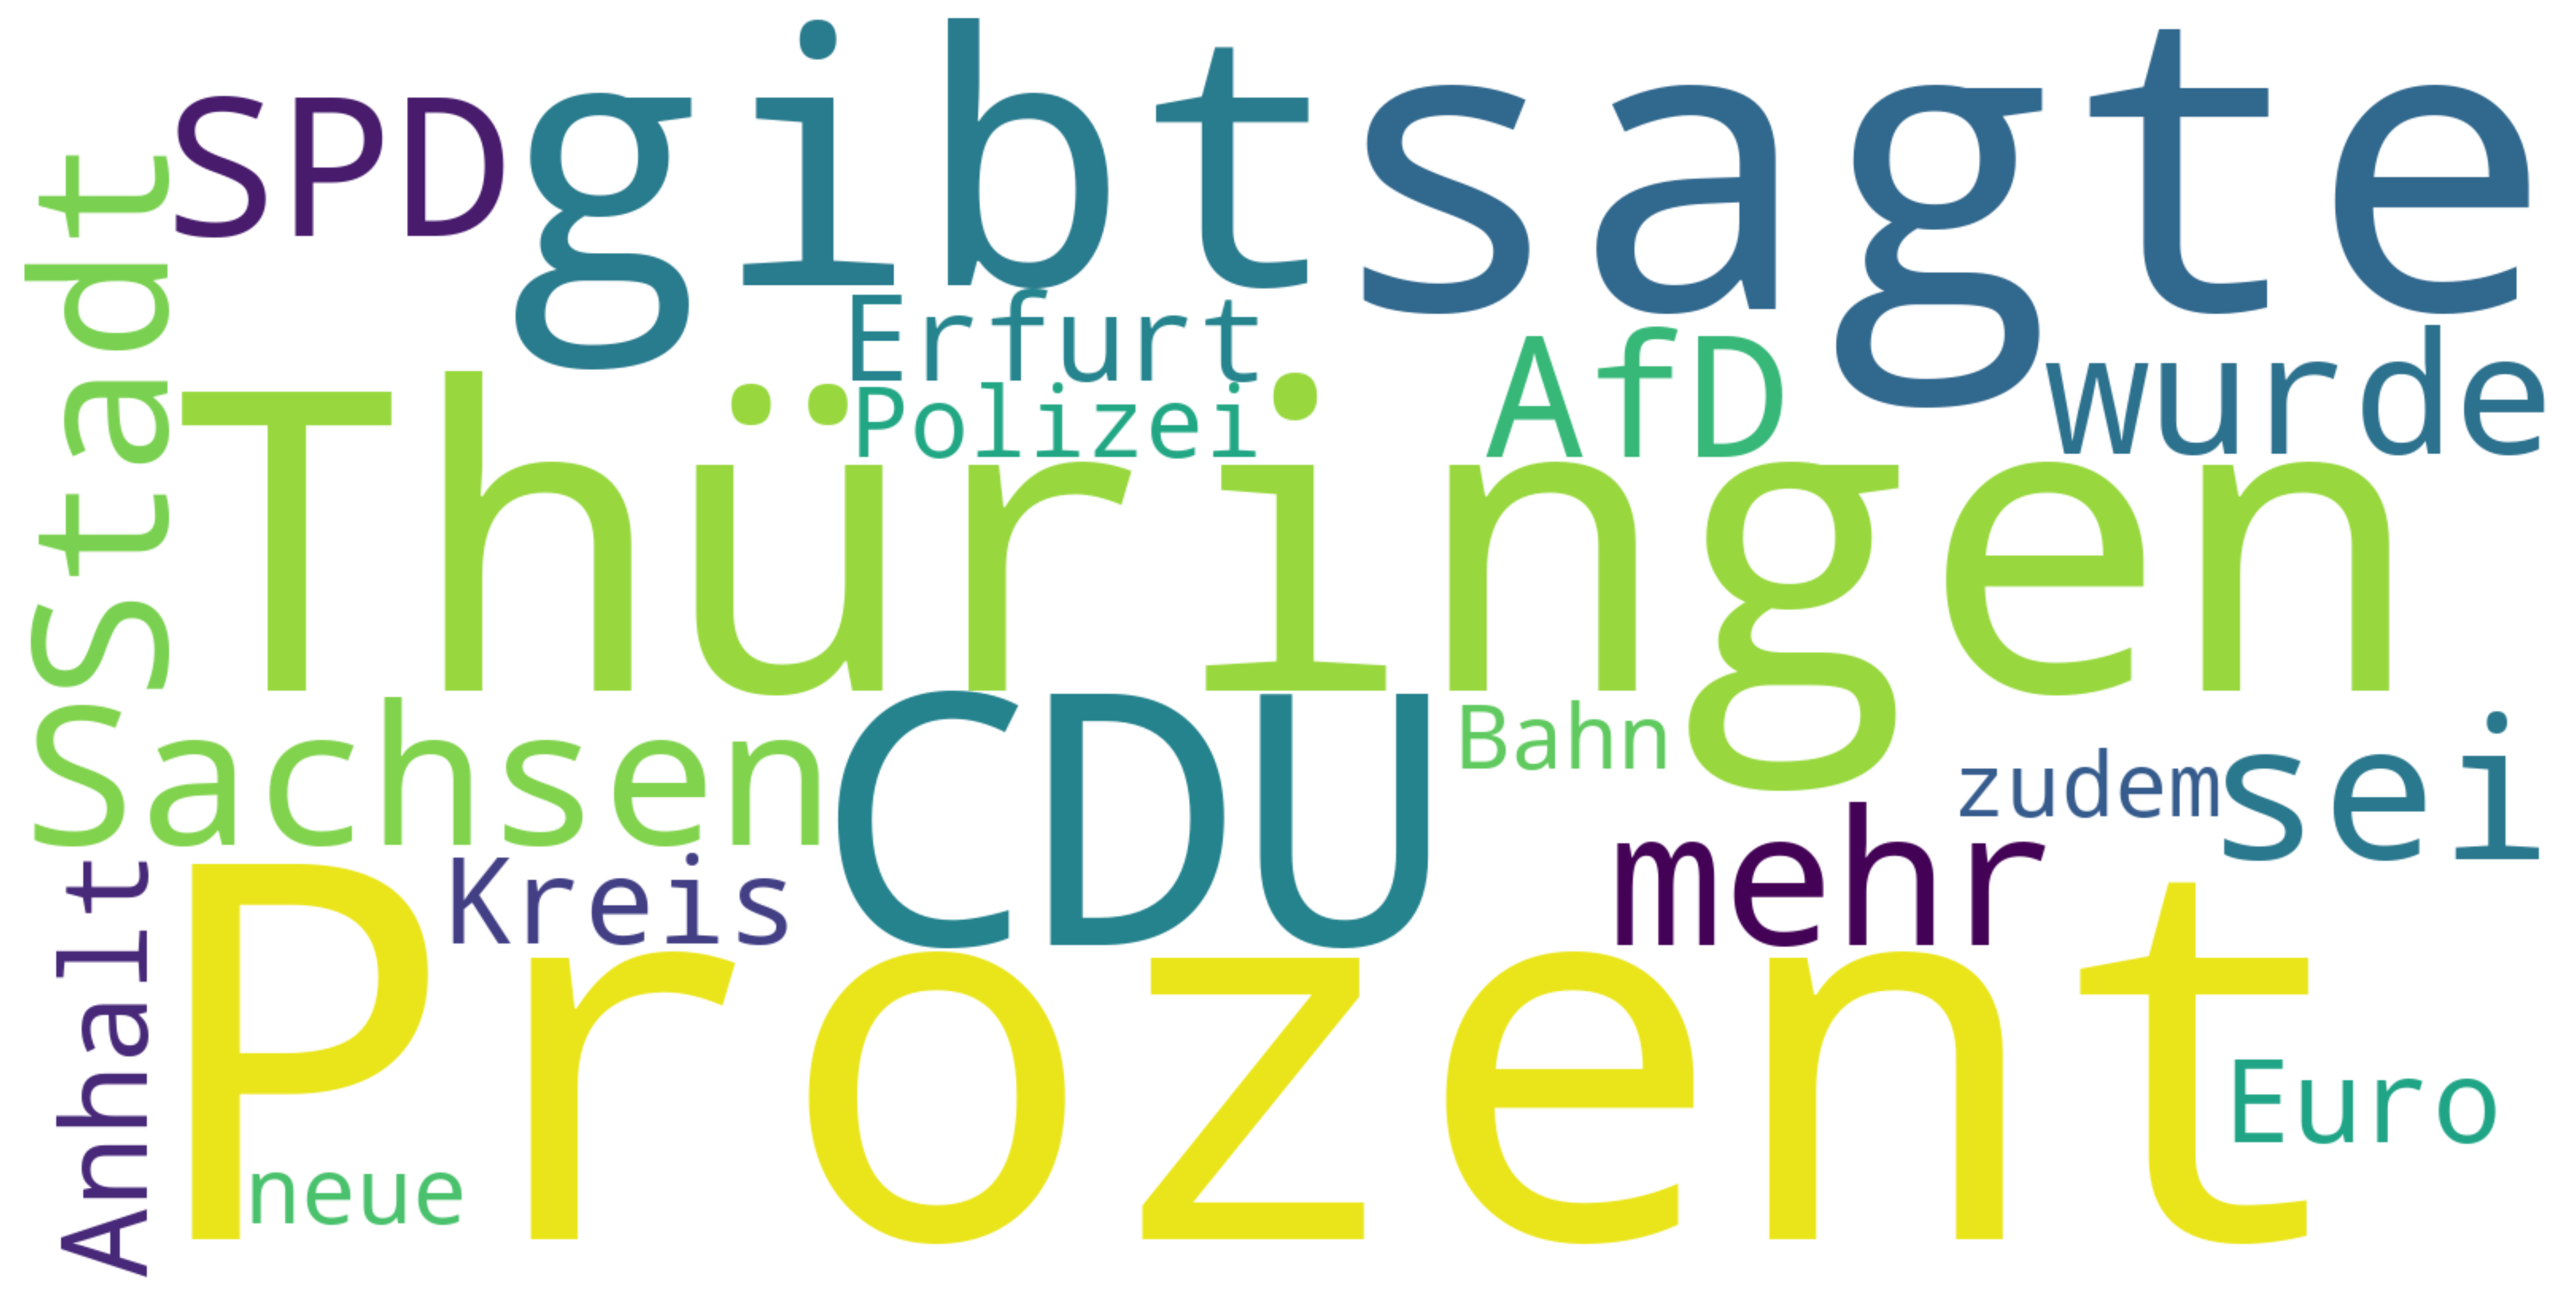 SPD
gibt
sagte
Stadt
Erfurt
AfD
wurde
Polizei
Thüringen
Sachsen
CDU
Bahn
zudem
sei
Kreis
mehr
Anhalt
Prozent
Euro
neue